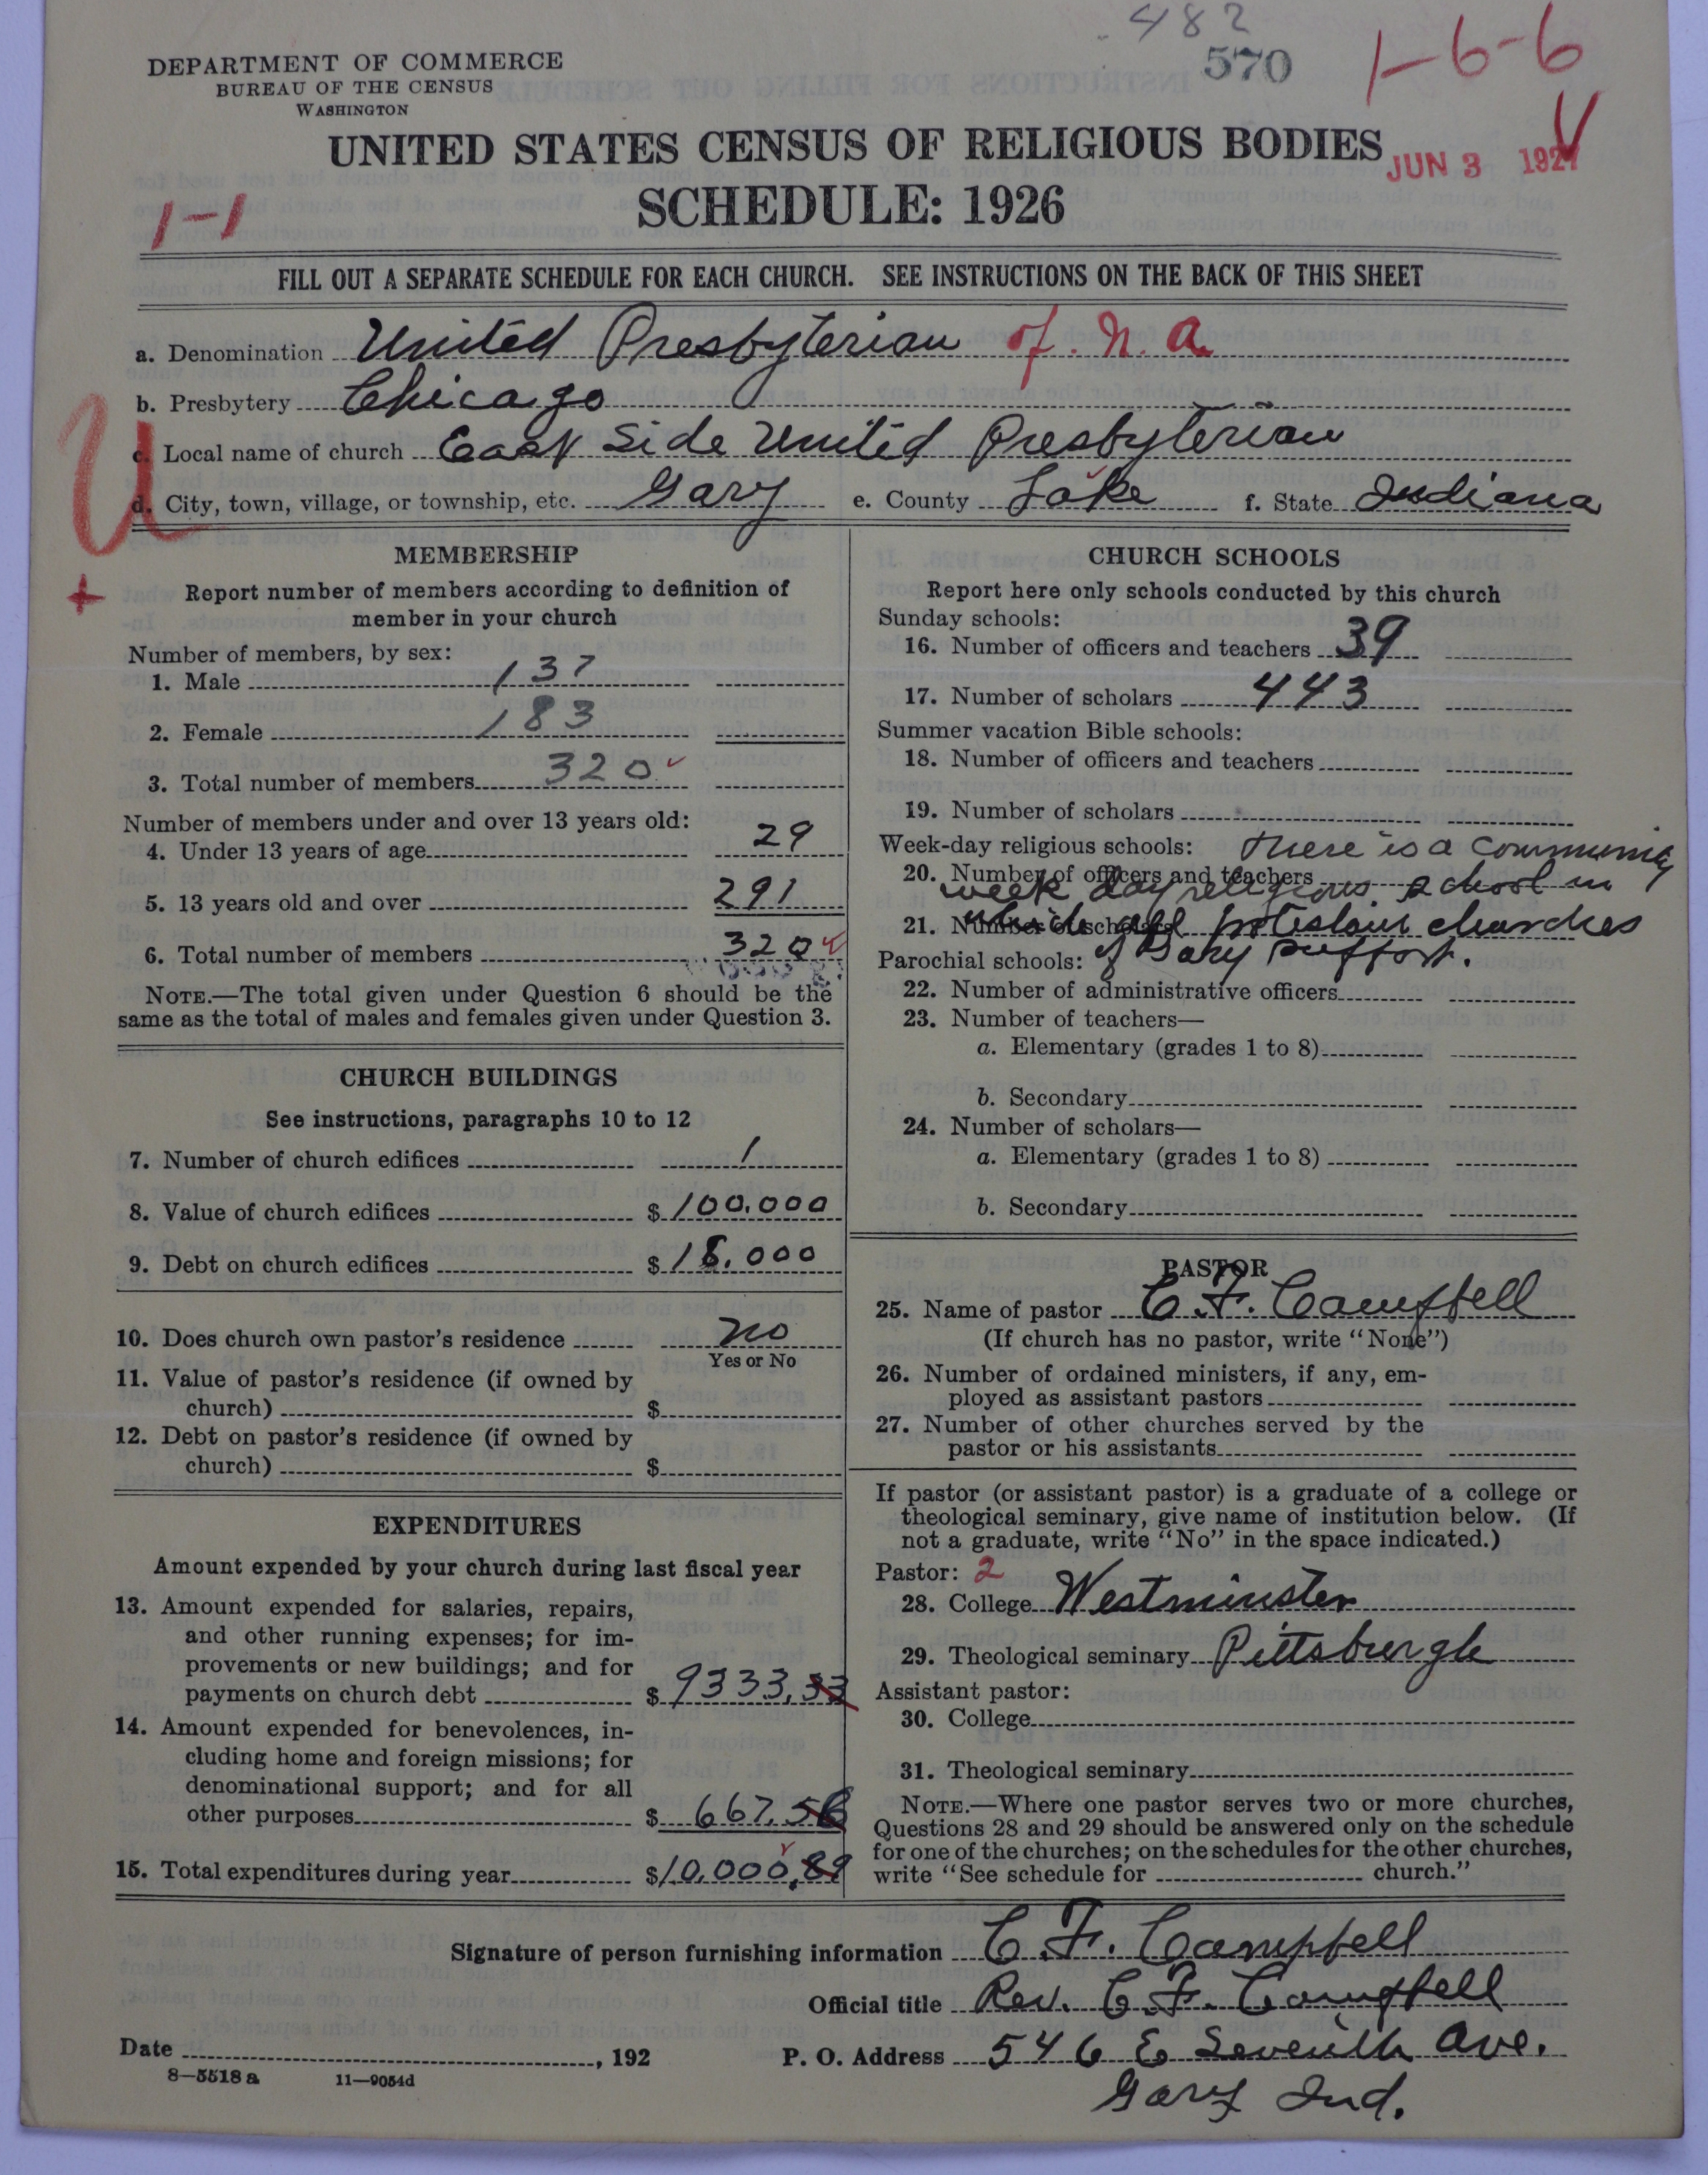 482
570
1-6-6
DEPARTMENT OF COMMERCE
BUREAU OF THE CENSUS
WASHINGTON
UNITED STATES CENSUS OF RELIGIOUS BODIES
JUN 3 1927
SCHEDULE: 1926
1-1
FILL OUT A SEPARATE SCHEDULE FOR EACH CHURCH. SEE INSTRUCTIONS ON THE BACK OF THIS SHEET
a. Denomination United Presbyterian of N. A.
b. Presbytery Chicago
U
c. Local name of church East Side United Presbyterian
d. City, town, village, or township, etc. Gary e. County Lake f. State Indiana
+
MEMBERSHIP
Report number of members according to definition of
member in your church
Number of members, by sex:
1. Male 137
2. Female 183
3. Total number of members 320
Number of members under and over 13 years old:
4. Under 13 years of age 29
5. 13 years old and over 291
6. Total number of members 320
NOTE.—The total given under Question 6 should be the
same as the total of males and females given under Question 3.
CHURCH BUILDINGS
See instructions, paragraphs 10 to 12
7. Number of church edifices 1
8. Value of church edifices $ 100,000
9. Debt on church edifices $ 18,000
10. Does church own pastor's residence no
Yes or No
11. Value of pastor's residence (if owned by
church) $
12. Debt on pastor's residence (if owned by
church) $
EXPENDITURES
Amount expended by your church during last fiscal year
13. Amount expended for salaries, repairs,
and other running expenses; for im-
provements or new buildings; and for
payments on church debt $ 9333,33
14. Amount expended for benevolences, in-
cluding home and foreign missions; for
denominational support; and for all
other purposes $ 667.56
15. Total expenditures during year $10,000,89
CHURCH SCHOOLS
Report here only schools conducted by this church
Sunday schools:
16. Number of officers and teachers 39
17. Number of scholars 443
Summer vacation Bible schools:
18. Number of officers and teachers
19. Number of scholars
Week-day religious schools: There is a community
20. Number of officers and teachers
week day religious school in
21. Number of scholars
which all protestant churches
Parochial schools: of Gary support.
22. Number of administrative officers
23. Number of teachers—
a. Elementary (grades 1 to 8)
b. Secondary
24. Number of scholars—
a. Elementary (grades 1 to 8)
b. Secondary
PASTOR
25. Name of pastor C. F. Campbell
(If church has no pastor, write "None")
26. Number of ordained ministers, if any, em-
ployed as assistant pastors
27. Number of other churches served by the
pastor or his assistants
If pastor (or assistant pastor) is a graduate of a college or
theological seminary, give name of institution below. (If
not a graduate, write "No" in the space indicated.)
Pastor: 2
28. College Westminster
29. Theological seminary Pittsburgh
Assistant pastor:
30. College
31. Theological seminary
NOTE.—Where one pastor serves two or more churches,
Questions 28 and 29 should be answered only on the schedule
for one of the churches; on the schedules for the other churches,
write "See schedule for church."
Signature of person furnishing information C. F. Campbell
Official title Rev. C. F. Campbell
Date , 192 P. O. Address 546 E Seventh Ave.
8—5518 a 11—9054d
Gary Ind.